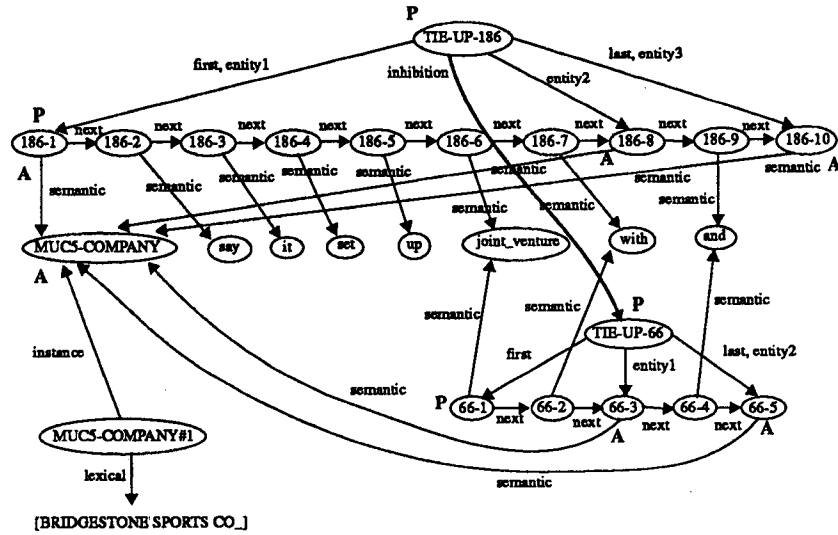 P
TIE-UP-186
first, entity1
inhibition
entity2
last, entity3
P
next next next next next next next next next
186-1 186-2 186-3 186-4 186-5 186-6 186-7 186-8 186-9 186-10
A A A
semantic semantic semantic semantic semantic semantic semantic semantic semantic semantic
MUC5-COMPANY say it set up joint_venture with and
A
semantic semantic semantic
P
TIE-UP-66
instance
first entity1 last, entity2
semantic
P 66-1 66-2 66-3 66-4 66-5
next next next next
A A
MUC5-COMPANY#1
lexical
semantic
[BRIDGESTONE SPORTS CO_]